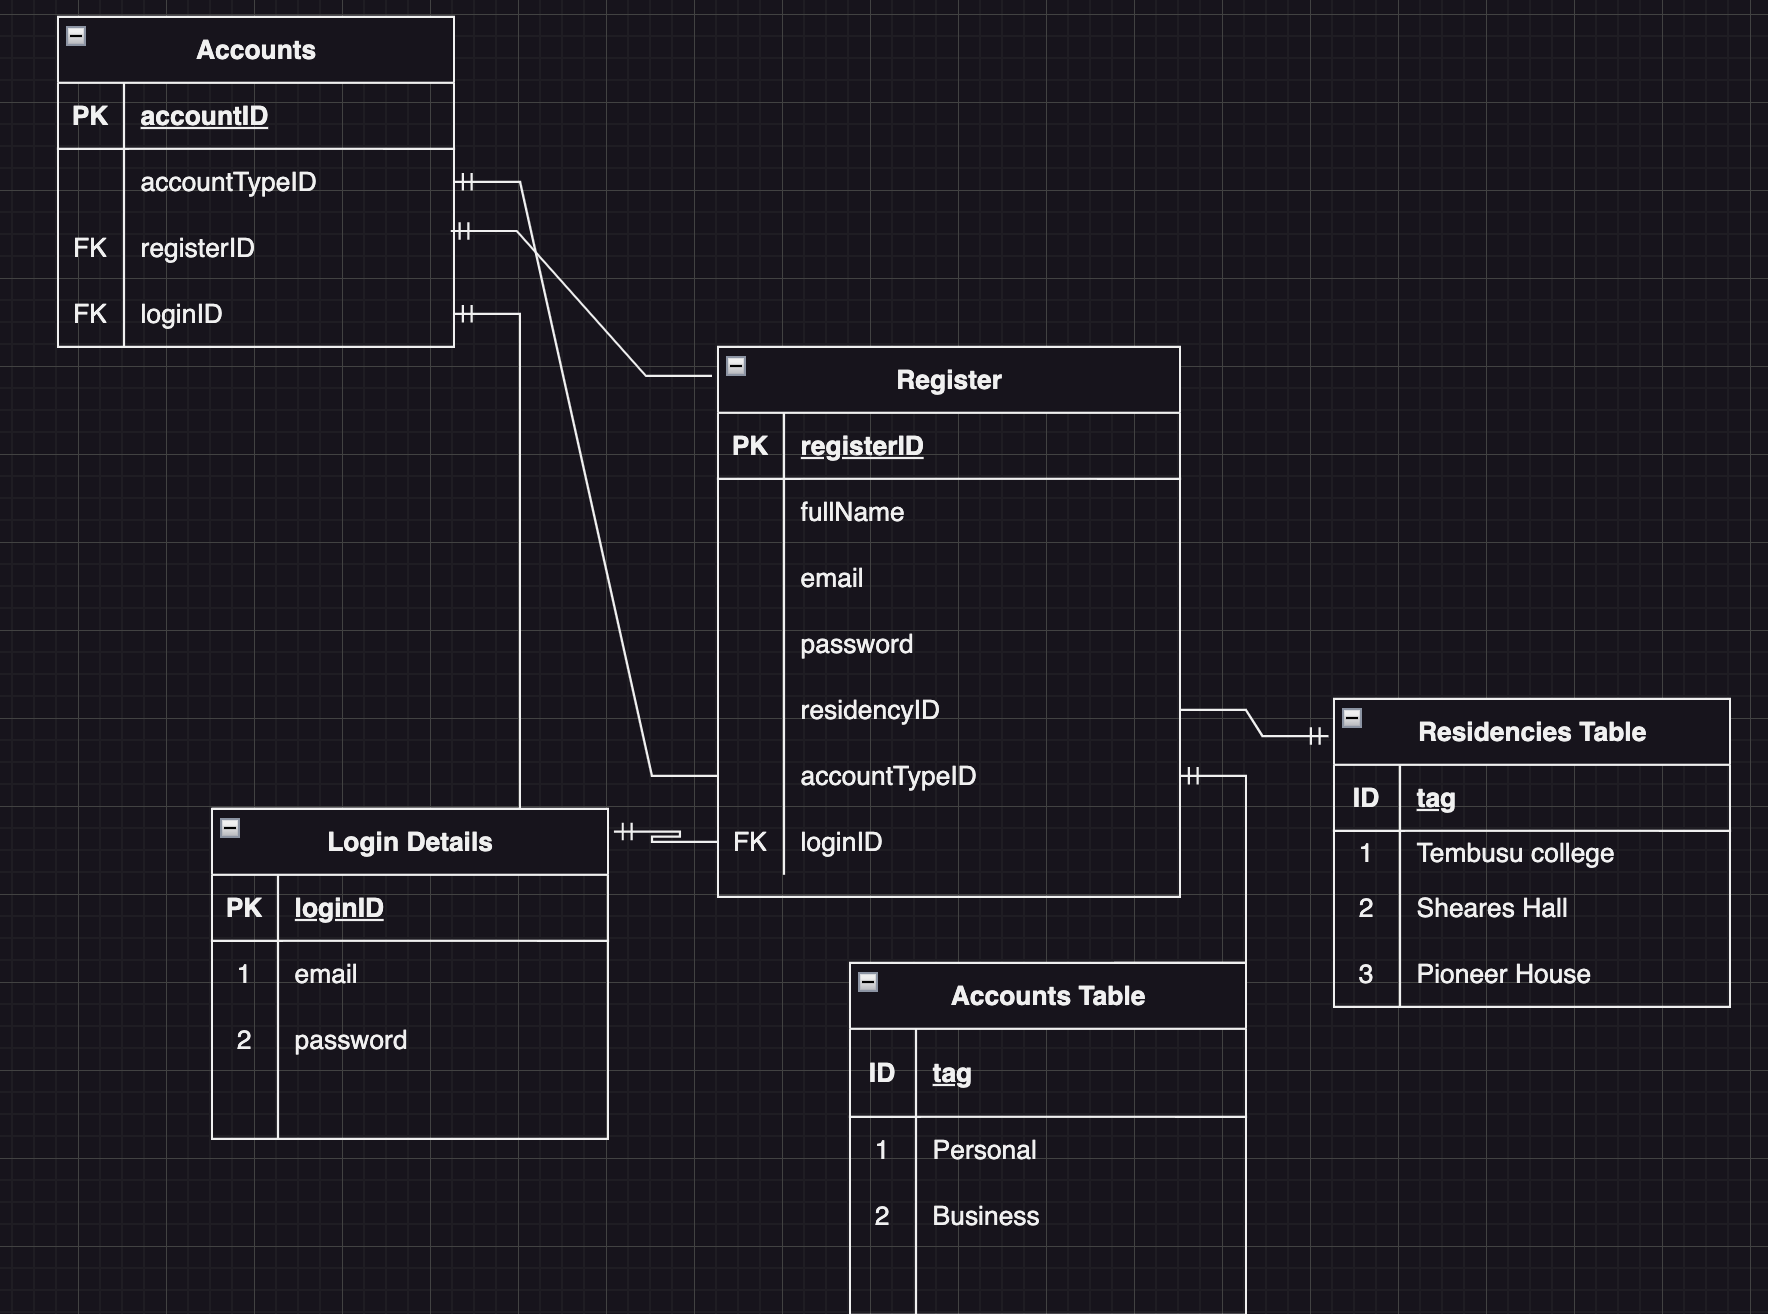 Accounts
PK accountID
accountTypeID
FK registerID
FK loginID
Register
PK registerID
fullName
email
password
residencyID
accountTypeID
FK loginID
Residencies Table
ID tag
1 Tembusu college
2 Sheares Hall
3 Pioneer House
Login Details
PK loginID
1 email
2 password
Accounts Table
ID tag
1 Personal
2 Business